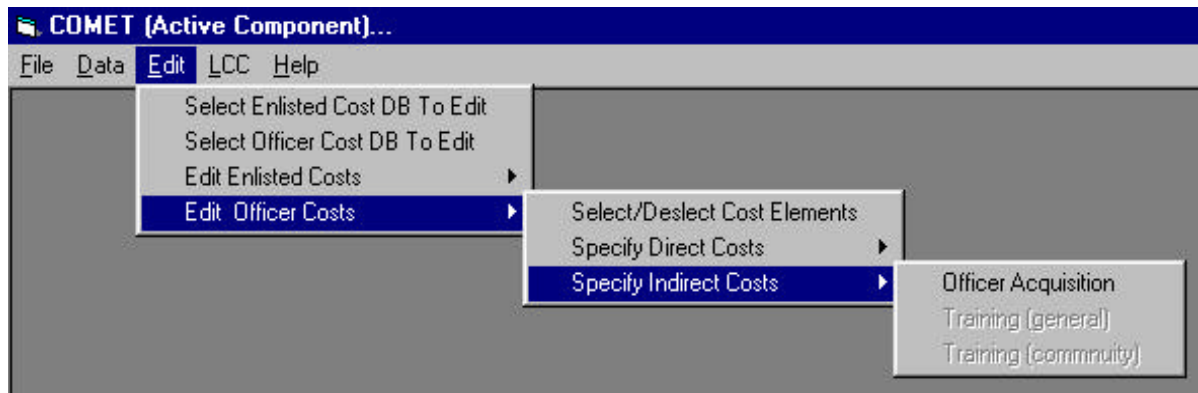 COMET (Active Component)...
File Data Edit LCC Help
Select Enlisted Cost DB To Edit
Select Officer Cost DB To Edit
Edit Enlisted Costs
Edit Officer Costs
Select/Deslect Cost Elements
Specify Direct Costs
Specify Indirect Costs
Officer Acquisition
Training (general)
Training (commnuity)